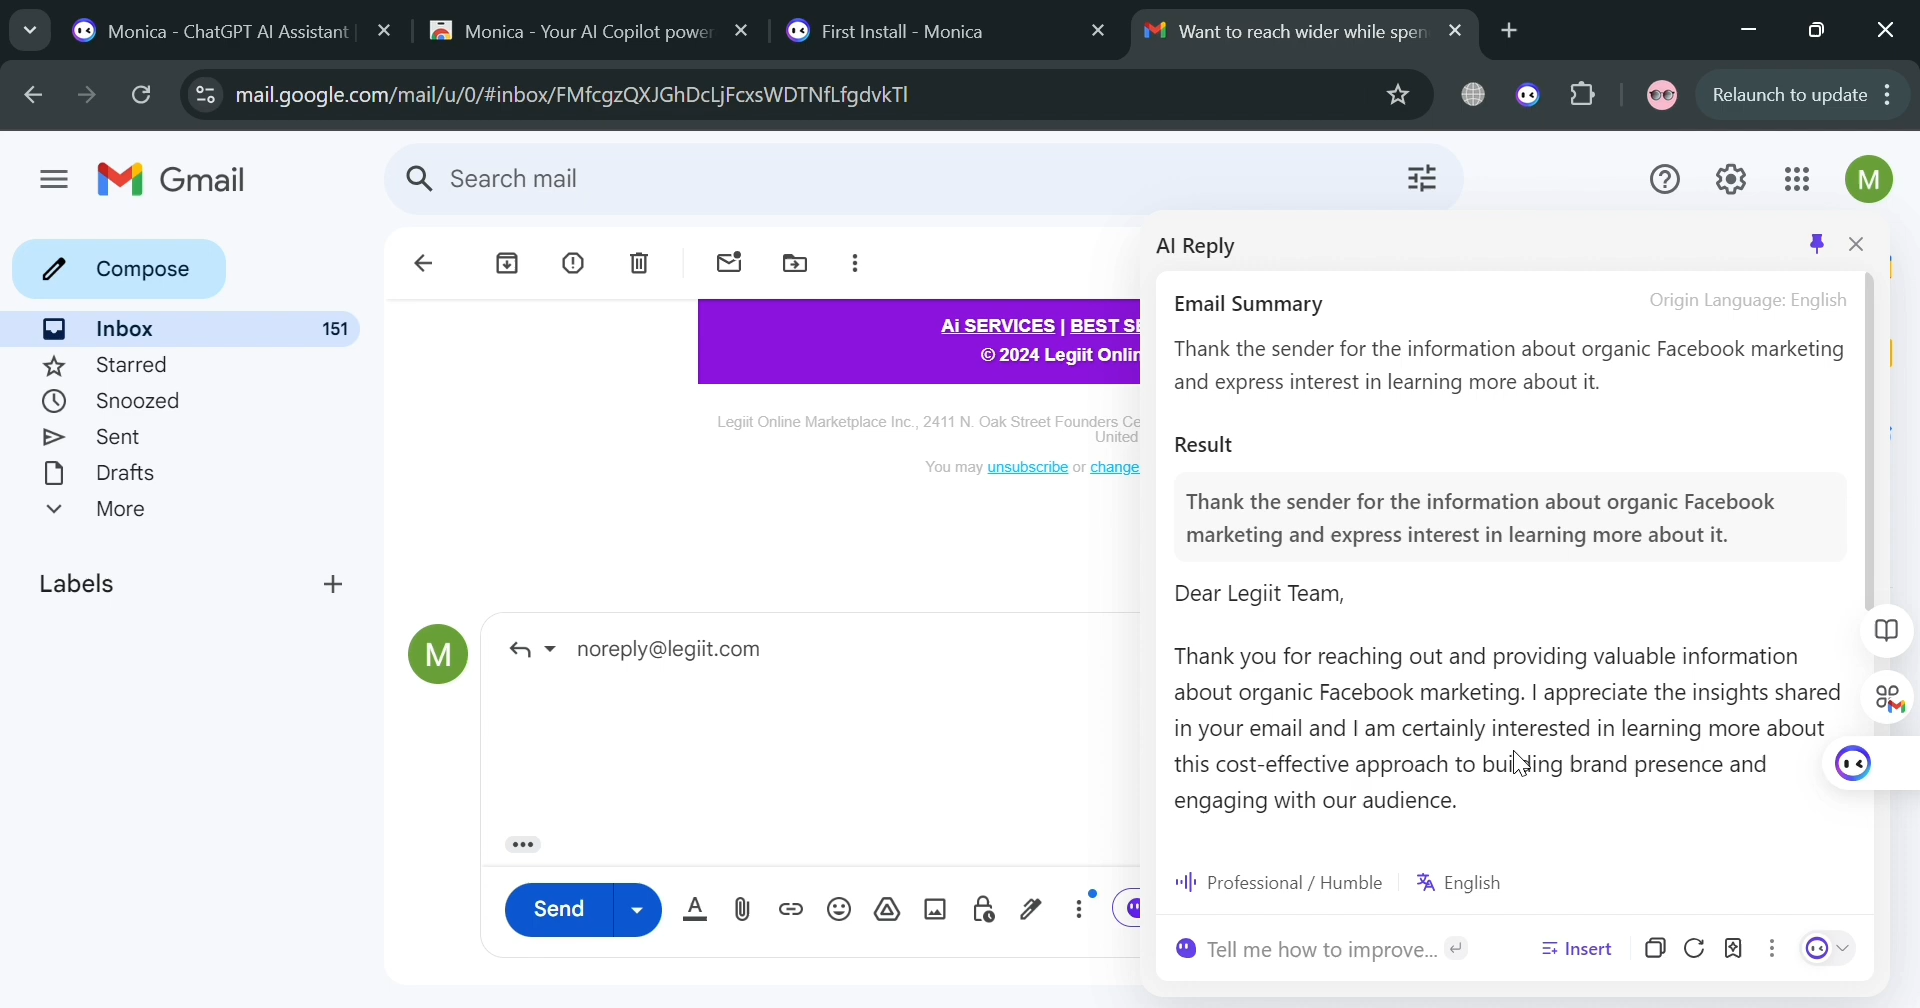 Monica - ChatGPT AI Assistant
Monica - Your AI Copilot power
First Install - Monica
Want to reach wider while spen
mail.google.com/mail/u/0/#inbox/FMfcgzQXJGhDcLjFcxsWDTNfLfgdvkTl
Relaunch to update
Gmail
Search mail
M
Compose
Inbox 151
Starred
Snoozed
Sent
Drafts
More
Labels
Ai SERVICES | BEST SE
© 2024 Legiit Onlin
Legiit Online Marketplace Inc., 2411 N. Oak Street Founders Ce
United
You may unsubscribe or change
M
noreply@legiit.com
Send
AI Reply
Email Summary
Origin Language: English
Thank the sender for the information about organic Facebook marketing
and express interest in learning more about it.
Result
Thank the sender for the information about organic Facebook
marketing and express interest in learning more about it.
Dear Legiit Team,
Thank you for reaching out and providing valuable information
about organic Facebook marketing. I appreciate the insights shared
in your email and I am certainly interested in learning more about
this cost-effective approach to building brand presence and
engaging with our audience.
Professional / Humble
English
Tell me how to improve...
Insert